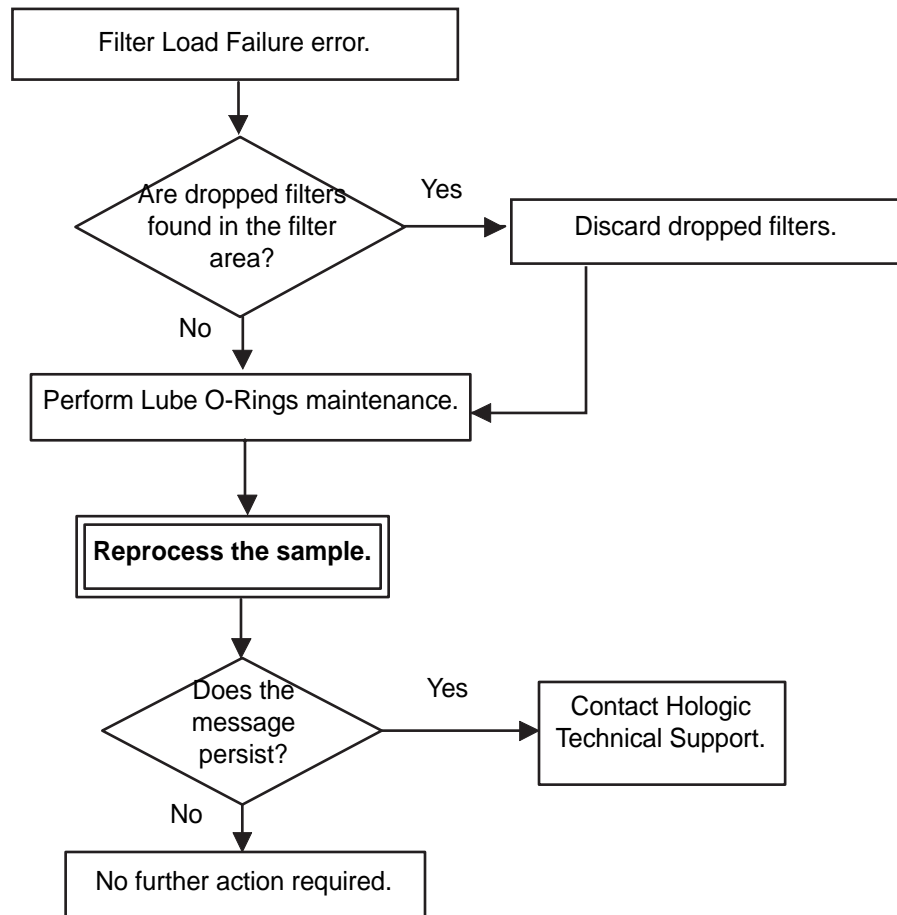 Filter Load Failure error.
Are dropped filters
found in the filter
area?
Yes
Discard dropped filters.
No
Perform Lube O-Rings maintenance.
Reprocess the sample.
Does the
message
persist?
Yes
Contact Hologic
Technical Support.
No
No further action required.